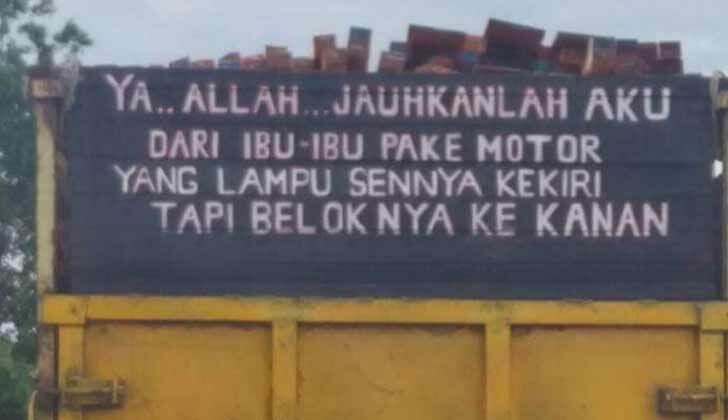 YA.. ALLAH... JAUHKANLAH AKU
DARI IBU-IBU PAKE MOTOR
YANG LAMPU SENNYA KEKIRI
TAPI BELOKNYA KE KANAN